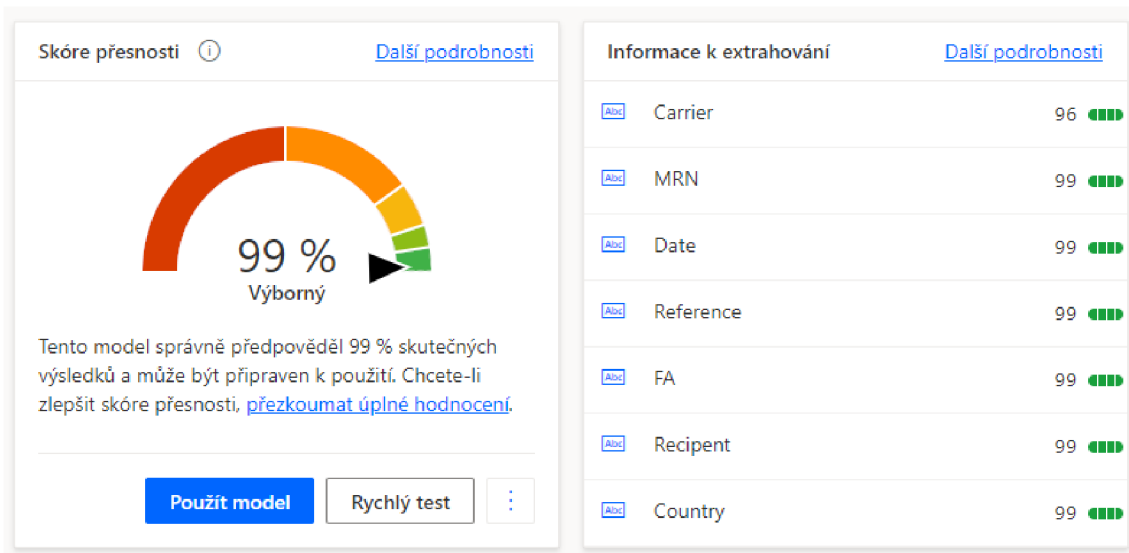 Skóre přesnosti
Další podrobnosti
99 %
Výborný
Tento model správně předpověděl 99 % skutečných
výsledků a může být připraven k použití. Chcete-li
zlepšit skóre přesnosti, přezkoumat úplné hodnocení.
Použít model
Rychlý test
Informace k extrahování
Další podrobnosti
Abc Carrier 96
Abc MRN 99
Abc Date 99
Abc Reference 99
Abc FA 99
Abc Recipent 99
Abc Country 99